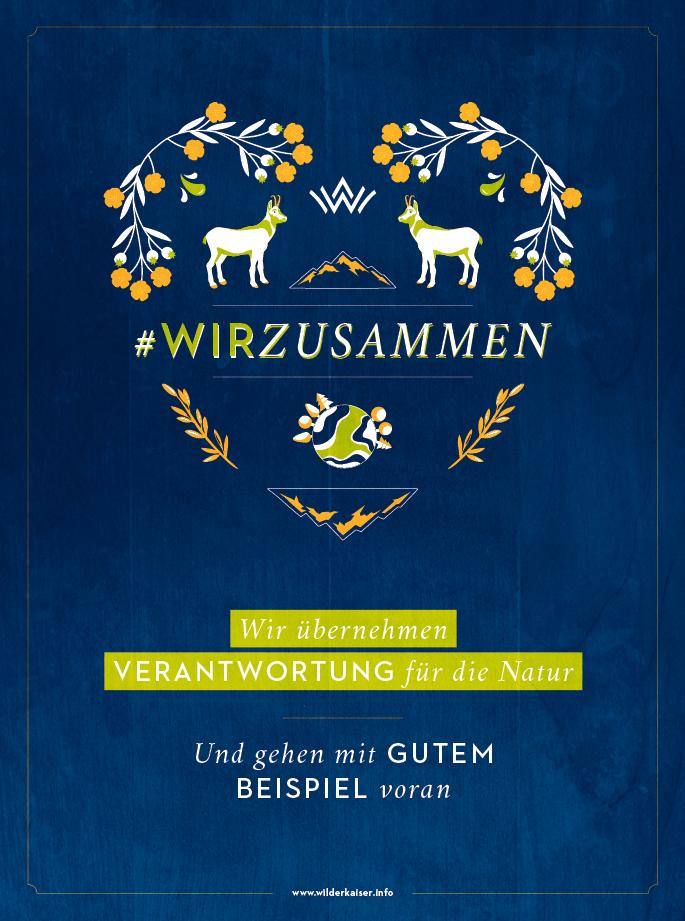 #WIRZUSAMMEN
Wir übernehmen
VERANTWORTUNG für die Natur
Und gehen mit GUTEM
BEISPIEL voran
www.wilderkaiser.info